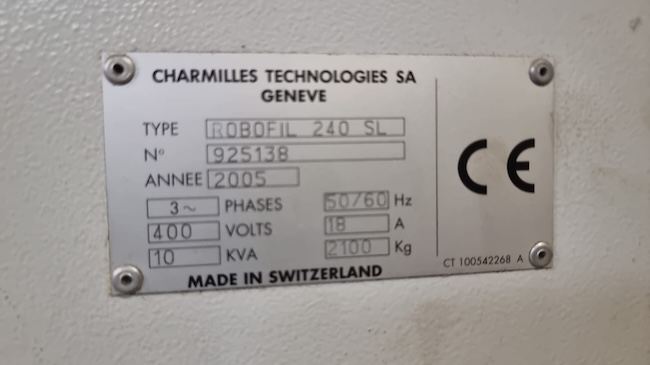 CHARMILLES TECHNOLOGIES SA
GENEVE
TYPE ROBOFIL 240 SL
N° 925138
ANNEE 2005
3~ PHASES 50/60 Hz
400 VOLTS 18 A
10 KVA 2100 Kg
MADE IN SWITZERLAND
CE
CT 100542268 A